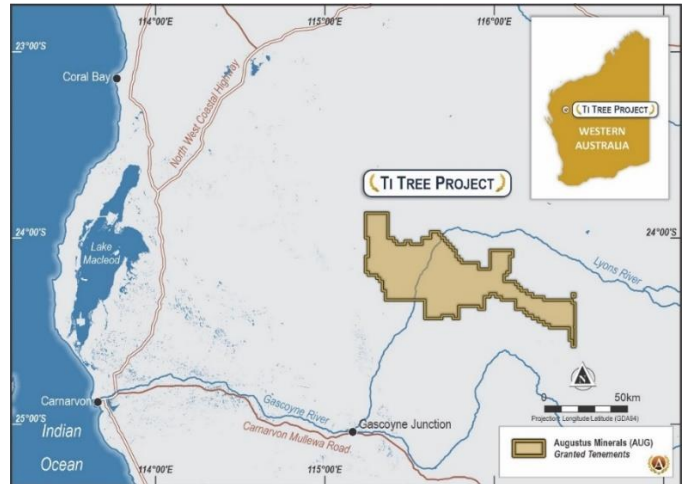 114°00'E
115°00'E
116°00'E
23°00'S
23°00'S
Coral Bay
North West Coastal Highway
TI TREE PROJECT
WESTERN
AUSTRALIA
TI TREE PROJECT
24°00'S
24°00'S
Lake
Macleod
Lyons River
Carnarvon
Gascoyne River
Carnarvon Mullewa Road
Gascoyne Junction
0 50km
Projection: Longitude/Latitude (GDA94)
25°00'S
Indian
Ocean
Augustus Minerals (AUG)
Granted Tenements
114°00'E
115°00'E
A